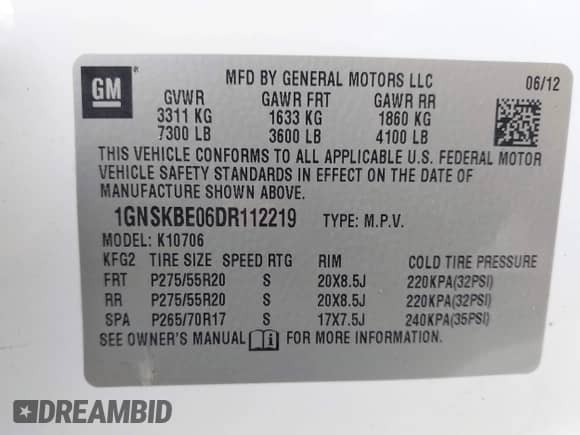 GM
MFD BY GENERAL MOTORS LLC 06/12
GVWR GAWR FRT GAWR RR
3311 KG 1633 KG 1860 KG
7300 LB 3600 LB 4100 LB
THIS VEHICLE CONFORMS TO ALL APPLICABLE U.S. FEDERAL MOTOR
VEHICLE SAFETY STANDARDS IN EFFECT ON THE DATE OF
MANUFACTURE SHOWN ABOVE.
1GNSKBE06DR112219 TYPE: M.P.V.
MODEL: K10706
KFG2 TIRE SIZE SPEED RTG RIM COLD TIRE PRESSURE
FRT P275/55R20 S 20X8.5J 220KPA(32PSI)
RR P275/55R20 S 20X8.5J 220KPA(32PSI)
SPA P265/70R17 S 17X7.5J 240KPA(35PSI)
SEE OWNER'S MANUAL FOR MORE INFORMATION.
DREAMBID